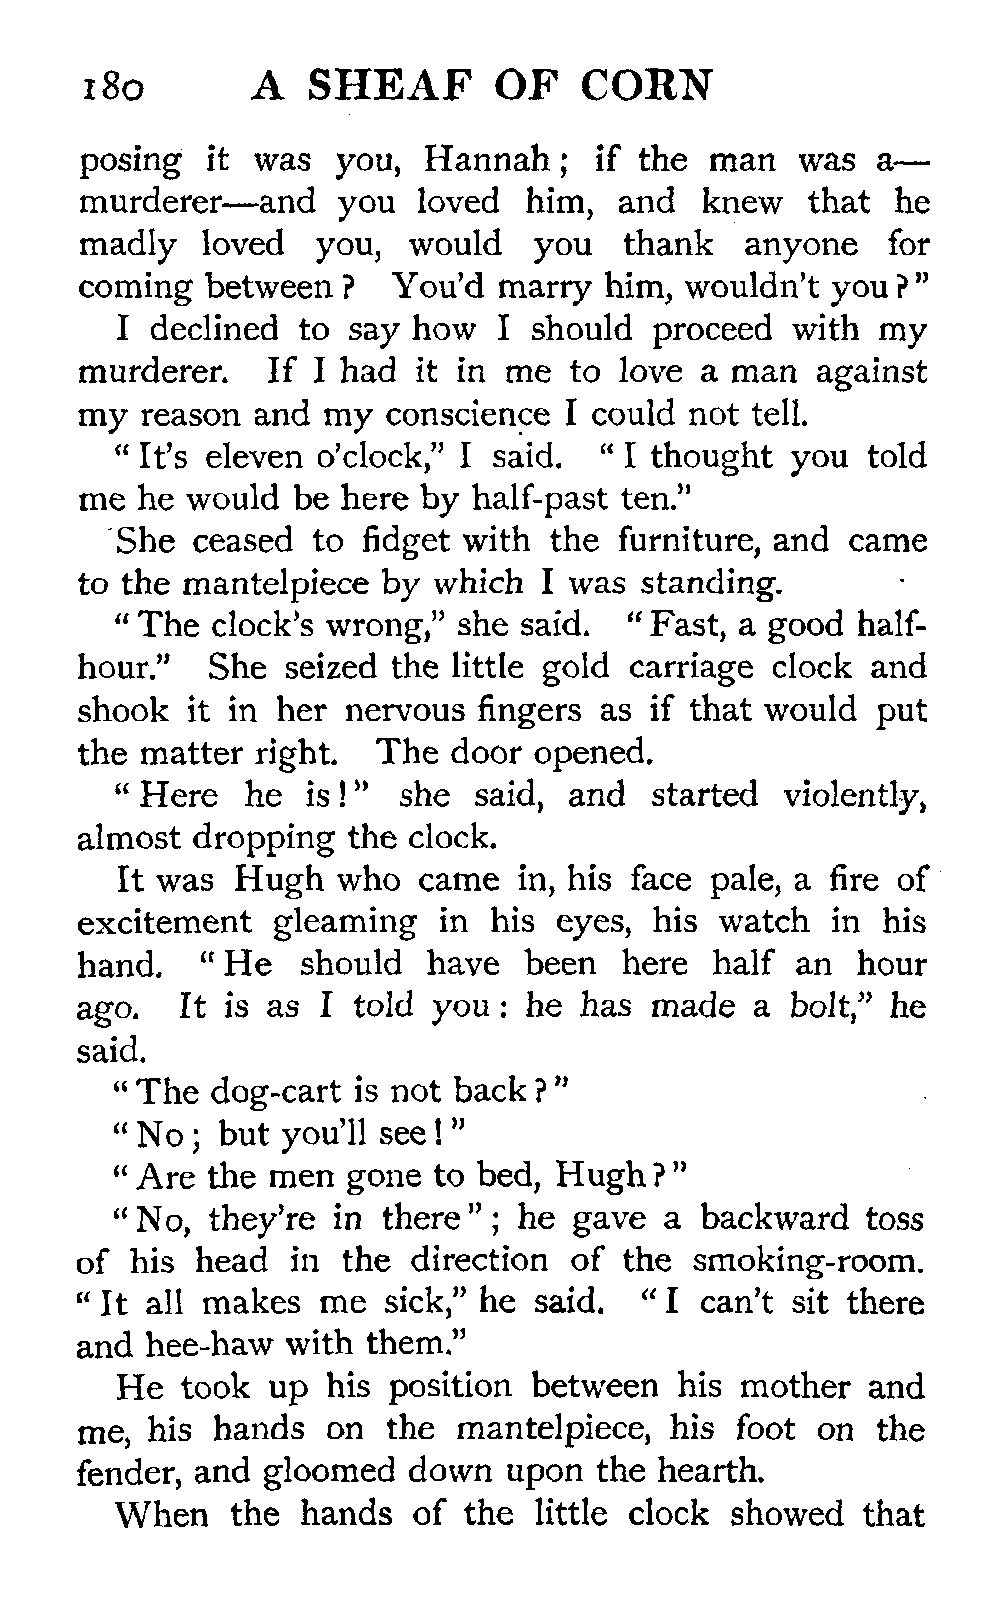 180 A SHEAF OF CORN
posing it was you, Hannah; if the man was a—
murderer—and you loved him, and knew that he
madly loved you, would you thank anyone for
coming between? You'd marry him, wouldn't you?"
I declined to say how I should proceed with my
murderer. If I had it in me to love a man against
my reason and my conscience I could not tell.
"It's eleven o'clock," I said. "I thought you told
me he would be here by half-past ten."
She ceased to fidget with the furniture, and came
to the mantelpiece by which I was standing.
"The clock's wrong," she said. "Fast, a good half-
hour." She seized the little gold carriage clock and
shook it in her nervous fingers as if that would put
the matter right. The door opened.
"Here he is!" she said, and started violently,
almost dropping the clock.
It was Hugh who came in, his face pale, a fire of
excitement gleaming in his eyes, his watch in his
hand. "He should have been here half an hour
ago. It is as I told you: he has made a bolt," he
said.
"The dog-cart is not back?"
"No; but you'll see!"
"Are the men gone to bed, Hugh?"
"No, they're in there"; he gave a backward toss
of his head in the direction of the smoking-room.
"It all makes me sick," he said. "I can't sit there
and hee-haw with them."
He took up his position between his mother and
me, his hands on the mantelpiece, his foot on the
fender, and gloomed down upon the hearth.
When the hands of the little clock showed that